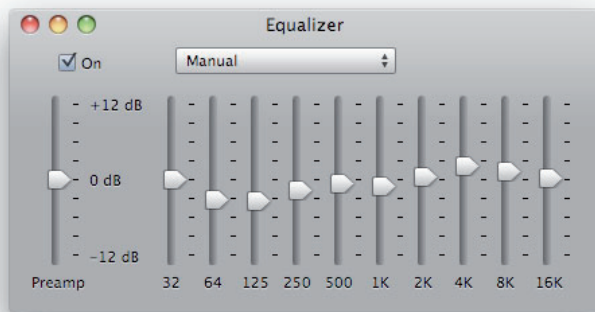 Equalizer
On
Manual
+12 dB
0 dB
-12 dB
Preamp 32 64 125 250 500 1K 2K 4K 8K 16K